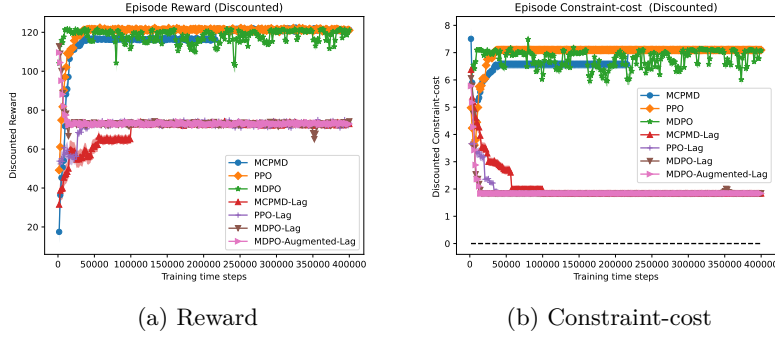 Episode Reward (Discounted)
120
100
80
60
40
20
Discounted Reward
MCPMD
PPO
MDPO
MCPMD-Lag
PPO-Lag
MDPO-Lag
MDPO-Augmented-Lag
0 50000 100000 150000 200000 250000 300000 350000 400000
Training time steps
(a) Reward
Episode Constraint-cost (Discounted)
8
7
6
5
4
3
2
1
0
Discounted Constraint-cost
MCPMD
PPO
MDPO
MCPMD-Lag
PPO-Lag
MDPO-Lag
MDPO-Augmented-Lag
0 50000 100000 150000 200000 250000 300000 350000 400000
Training time steps
(b) Constraint-cost